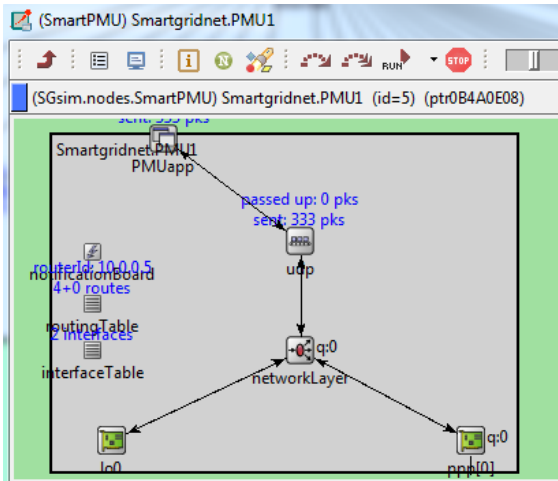 (SmartPMU) Smartgridnet.PMU1
RUN
STOP
(SGsim.nodes.SmartPMU) Smartgridnet.PMU1 (id=5) (ptr0B4A0E08)
sent: 333 pks
Smartgridnet.PMU1
PMUapp
passed up: 0 pks
sent: 333 pks
udp
routerId: 10.0.0.5
notificationBoard
4+0 routes
routingTable
2 interfaces
interfaceTable
q:0
networkLayer
lo0
q:0
ppp[0]